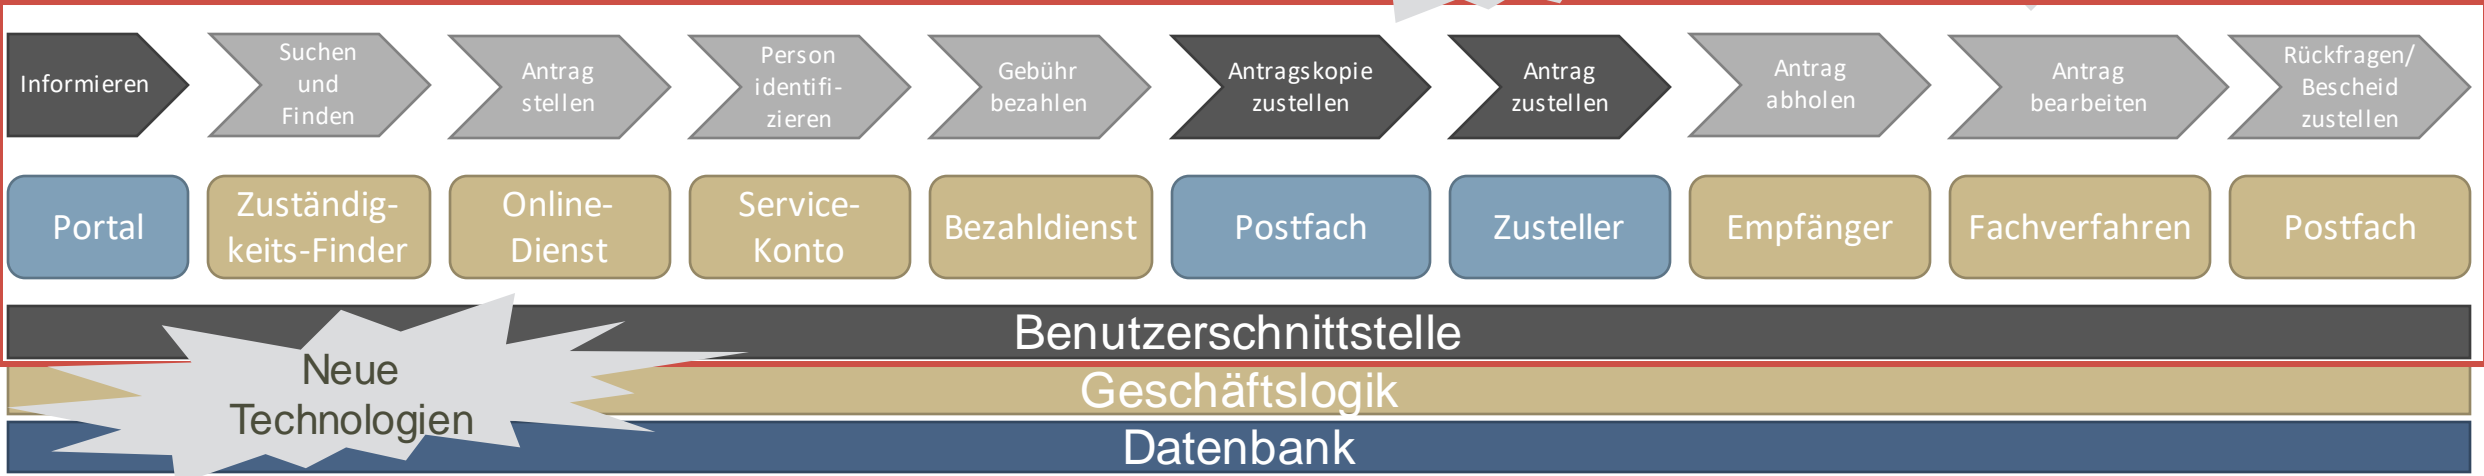 Informieren
Suchen
und
Finden
Antrag
stellen
Person
identifi-
zieren
Gebühr
bezahlen
Antragskopie
zustellen
Antrag
zustellen
Antrag
abholen
Antrag
bearbeiten
Rückfragen/
Bescheid
zustellen
Portal
Zuständig-
keits-Finder
Online-
Dienst
Service-
Konto
Bezahldienst
Postfach
Zusteller
Empfänger
Fachverfahren
Postfach
Benutzerschnittstelle
Neue
Technologien
Geschäftslogik
Datenbank